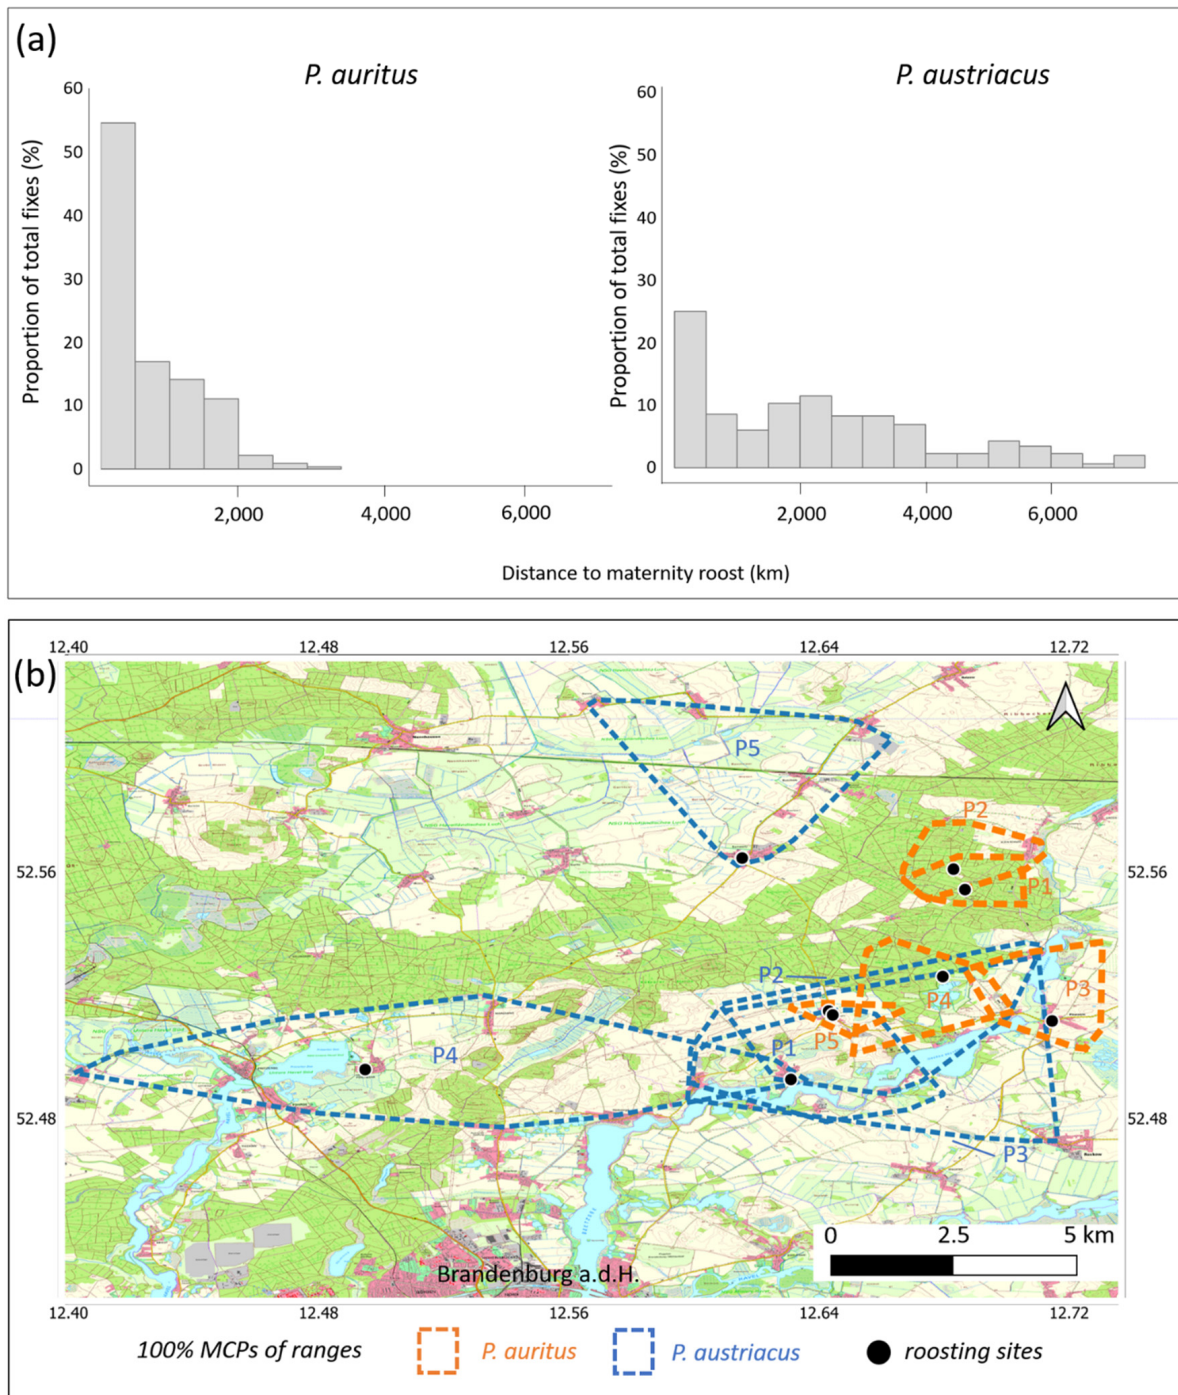 (a)
P. auritus
P. austriacus
60
50
40
30
20
10
0
Proportion of total fixes (%)
2,000
4,000
6,000
60
50
40
30
20
10
0
Proportion of total fixes (%)
2,000
4,000
6,000
Distance to maternity roost (km)
(b)
12.40
12.48
12.56
12.64
12.72
52.56
52.48
52.56
52.48
P5
P2
P1
P2
P4
P3
P5
P1
P4
P3
Brandenburg a.d.H.
0
2.5
5 km
12.40
12.48
12.56
12.64
12.72
100% MCPs of ranges
P. auritus
P. austriacus
roosting sites